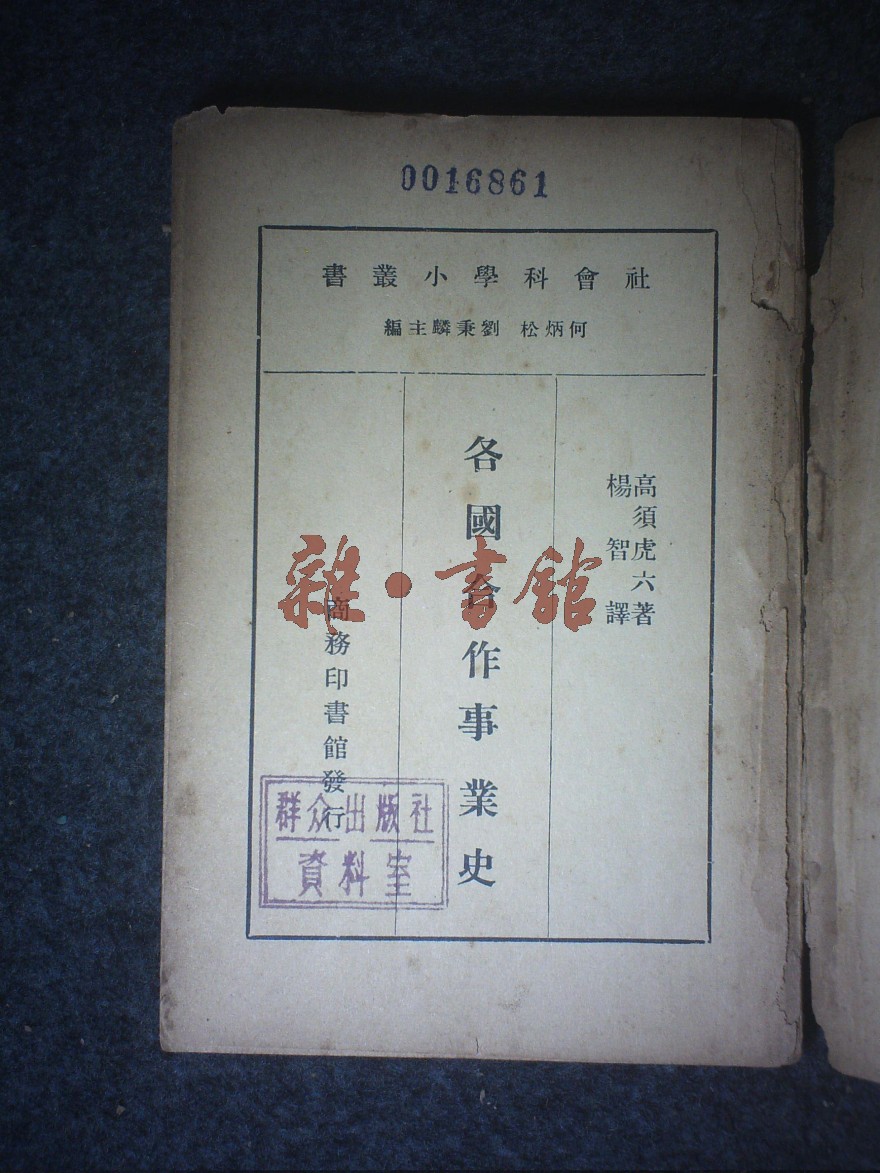 0016861
書叢小學科會社
編主麟秉劉 松炳何
高須虎六著
楊智譯
各國合作事業史
商務印書館發行
雜·書館
群众出版社
資料室